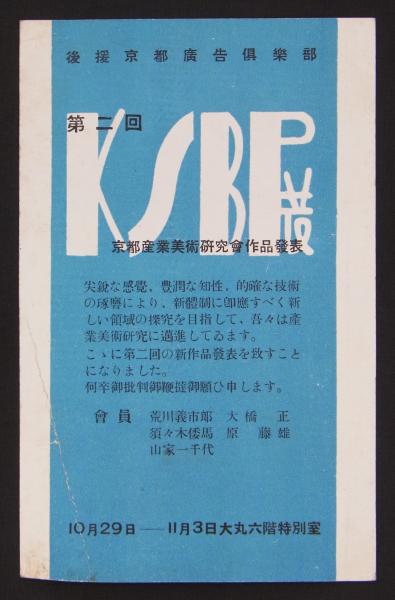 後援京都廣告俱樂部
第二回
KSBP
京都産業美術研究會作品發表
尖鋭な感覺、豊潤な知性，的確な技術
の琢磨により、新體制に卽應すべく新
しい領域の探究を目指して、吾々は產
業美術研究に邁進してゐます。
こゝに第二回の新作品發表を致すこと
になりました。
何卒御批判御鞭撻御願ひ申します。
會員 荒川義市郎 大橋正
須々木倭馬 原藤雄
山家一千代
10月29日——11月3日大丸六階特別室